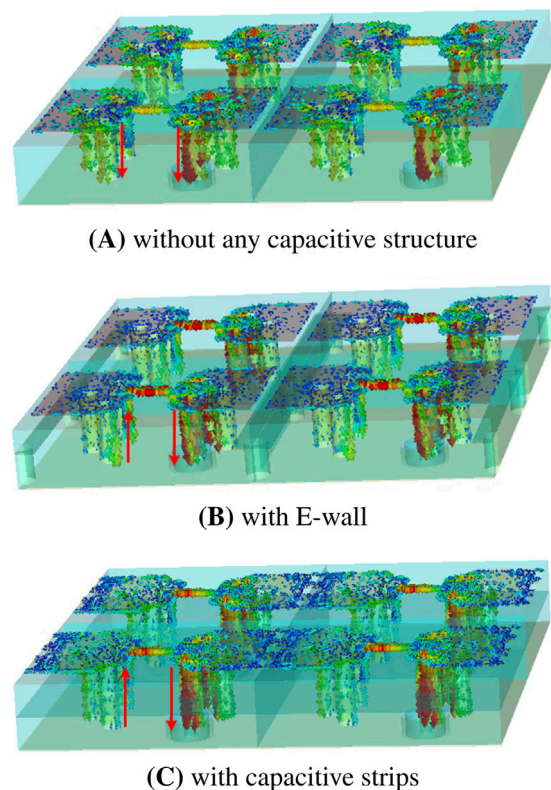 (A) without any capacitive structure
(B) with E-wall
(C) with capacitive strips